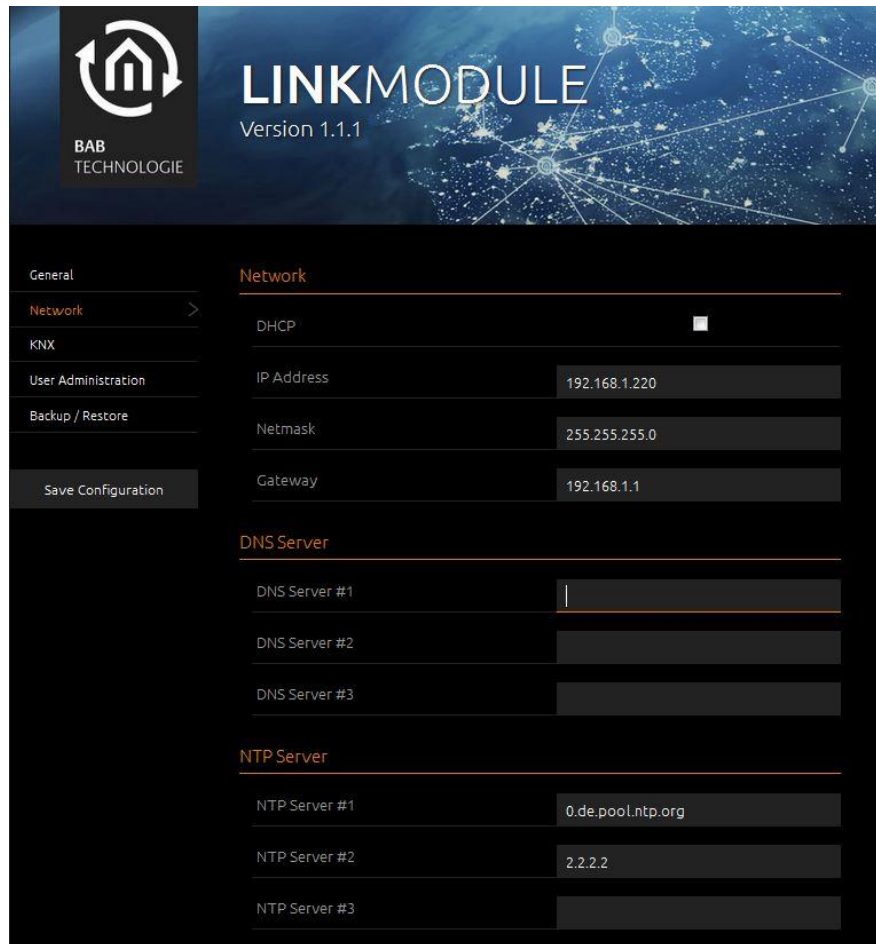 BAB
TECHNOLOGIE
LINKMODULE
Version 1.1.1
General
Network
KNX
User Administration
Backup / Restore
Save Configuration
Network
DHCP
IP Address 192.168.1.220
Netmask 255.255.255.0
Gateway 192.168.1.1
DNS Server
DNS Server #1
DNS Server #2
DNS Server #3
NTP Server
NTP Server #1 0.de.pool.ntp.org
NTP Server #2 2.2.2.2
NTP Server #3